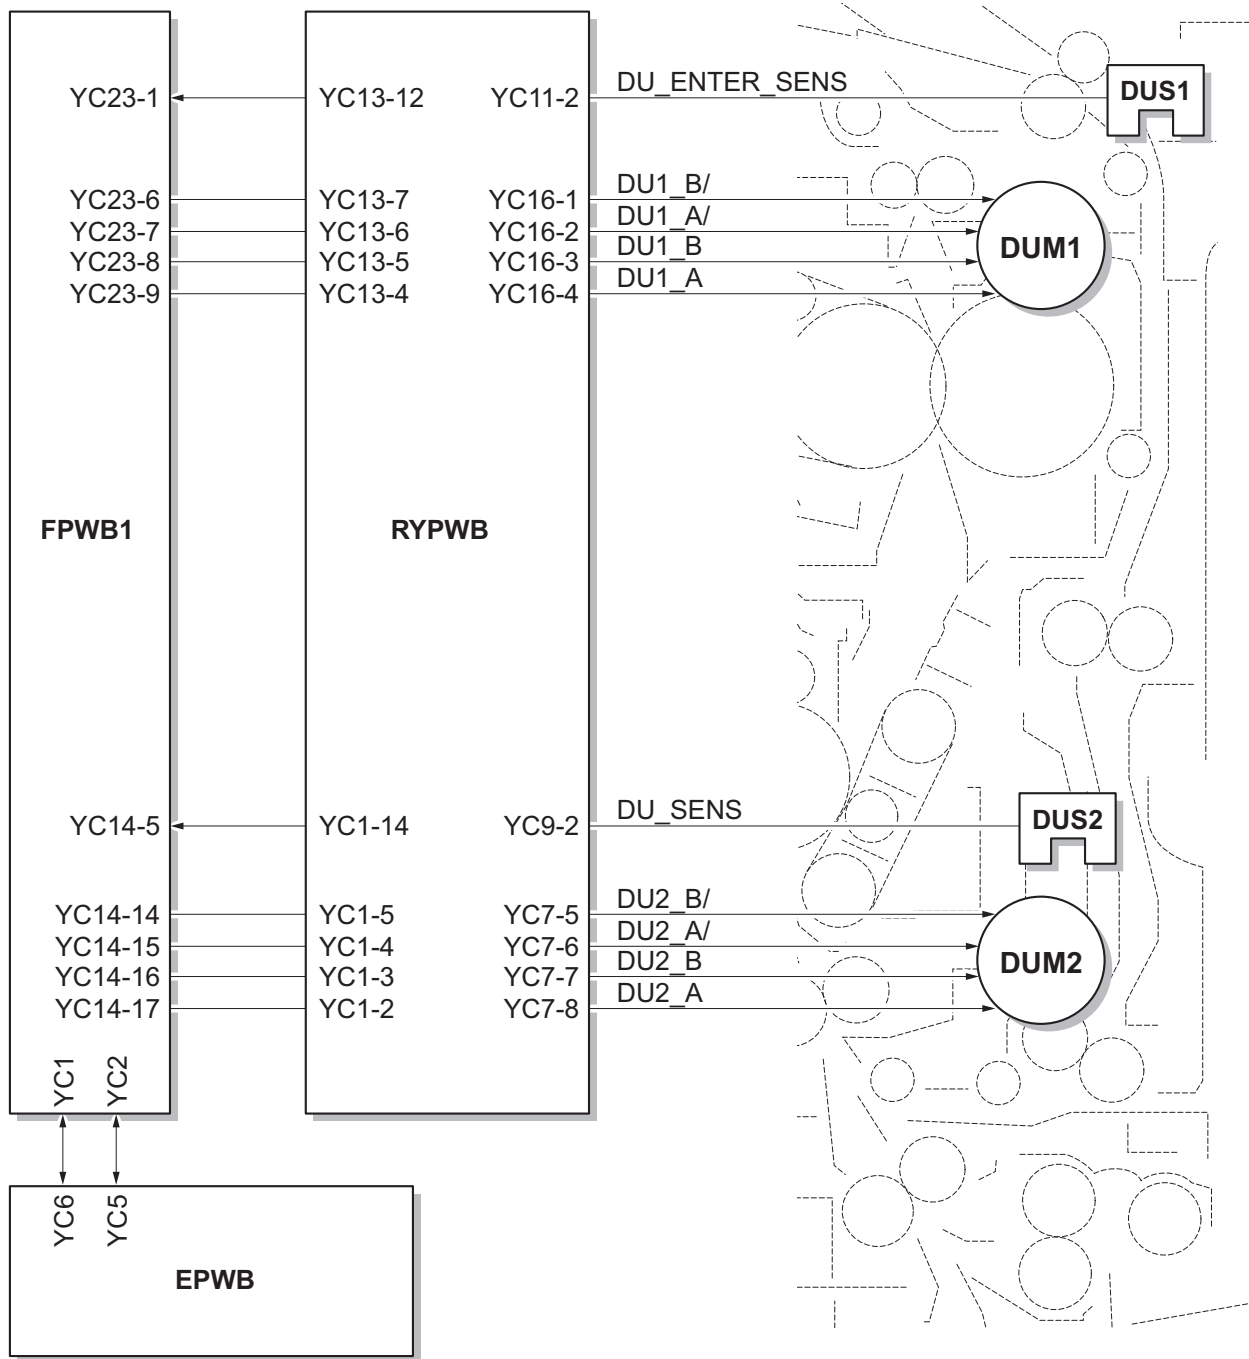 YC23-1 YC13-12 YC11-2 DU_ENTER_SENS DUS1
YC23-6 YC13-7 YC16-1 DU1_B/
YC23-7 YC13-6 YC16-2 DU1_A/
YC23-8 YC13-5 YC16-3 DU1_B
YC23-9 YC13-4 YC16-4 DU1_A
DUM1
FPWB1 RYPWB
YC14-5 YC1-14 YC9-2 DU_SENS DUS2
YC14-14 YC1-5 YC7-5 DU2_B/
YC14-15 YC1-4 YC7-6 DU2_A/
YC14-16 YC1-3 YC7-7 DU2_B
YC14-17 YC1-2 YC7-8 DU2_A
DUM2
YC1 YC2
YC6 YC5
EPWB